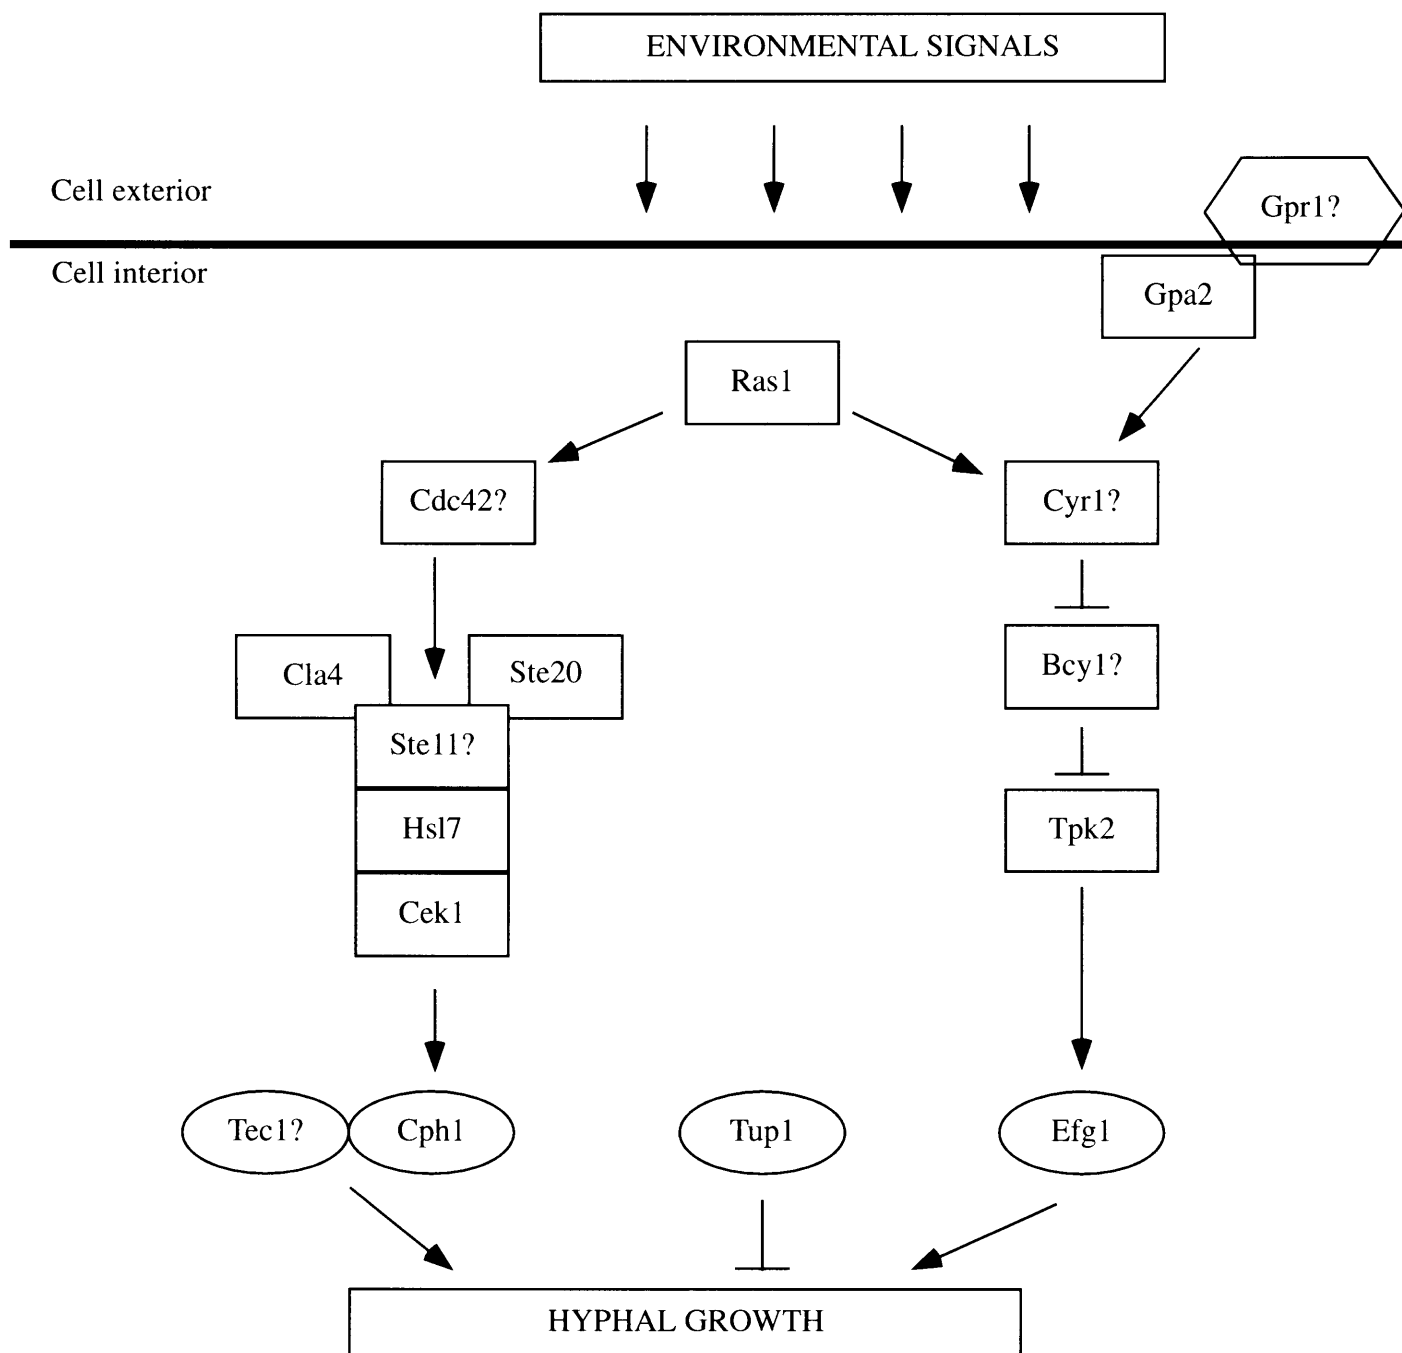 ENVIRONMENTAL SIGNALS
Cell exterior
Gpr1?
Cell interior
Gpa2
Ras1
Cdc42?
Cyr1?
Cla4
Ste20
Bcy1?
Ste11?
Hsl7
Tpk2
Cek1
Tec1?
Cph1
Tup1
Efg1
HYPHAL GROWTH